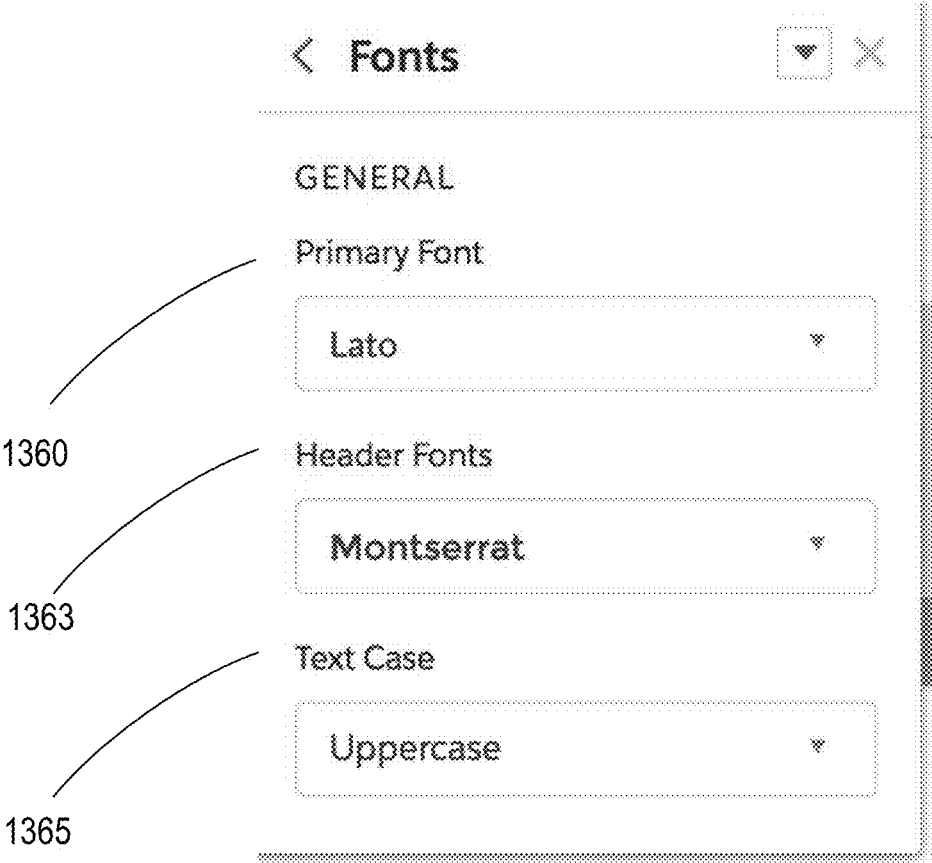 Fonts
GENERAL
Primary Font
Lato
1360
Header Fonts
Montserrat
1363
Text Case
Uppercase
1365